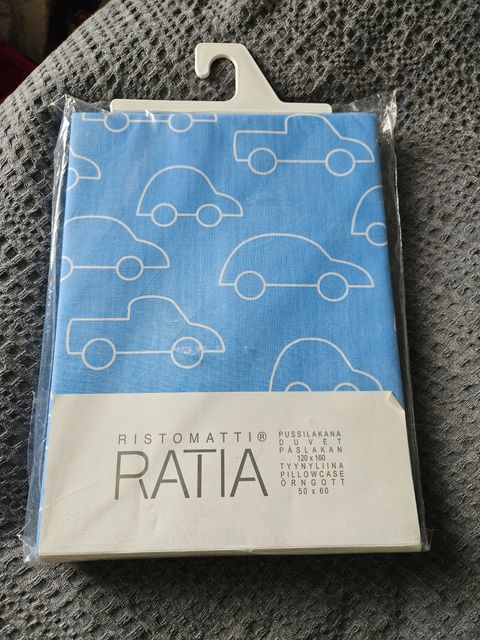 RISTOMATTI®
RATIA
PUSSILAKANA
DUVET
PÅSLAKAN
120 x 160
TYYNYLIINA
PILLOWCASE
ÖRNGOTT
50 x 60